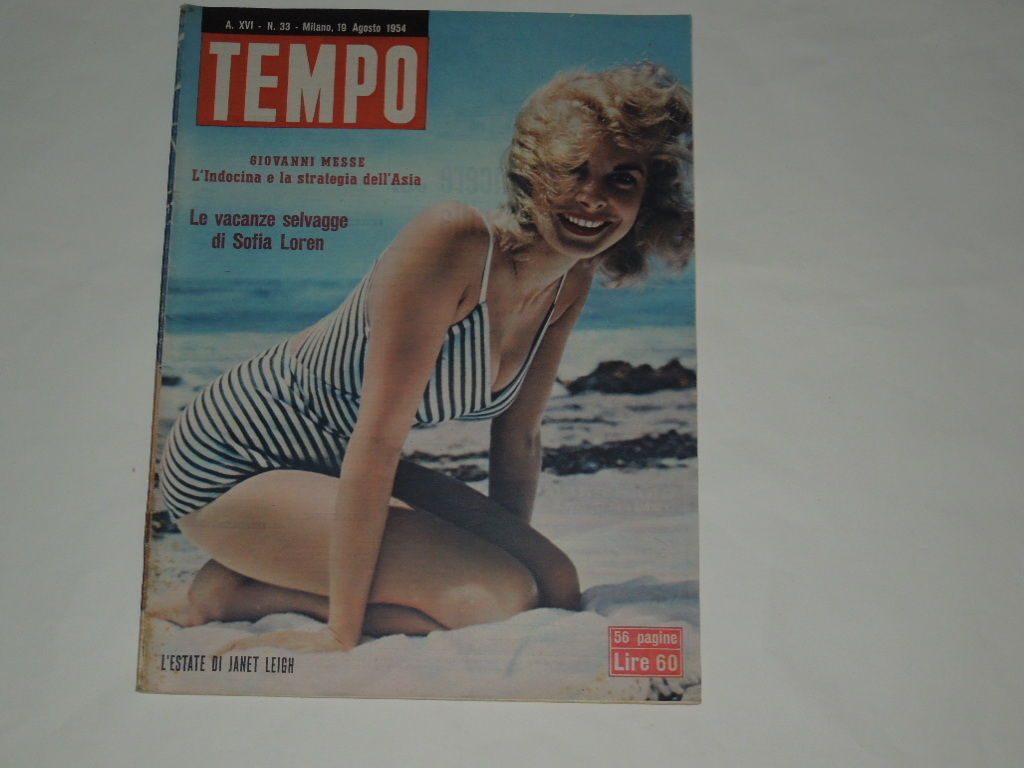 A. XVI - N. 33 - Milano, 19 Agosto 1954
TEMPO
GIOVANNI MESSE
L'Indocina e la strategia dell'Asia
Le vacanze selvagge
di Sofia Loren
L'ESTATE DI JANET LEIGH
56 pagine
Lire 60